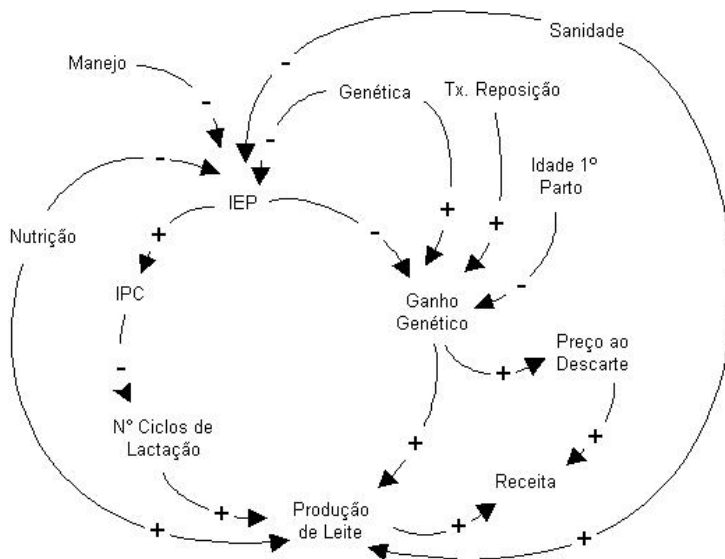 Sanidade
Manejo
-
-
Genética
Tx. Reposição
-
-
-
Idade 1º
Parto
IEP
+
+
Nutrição
+
-
IPC
-
Ganho
Genético
Preço ao
Descarte
-
+
N° Ciclos de
Lactação
+
+
Receita
+
Produção
de Leite
+
+
+